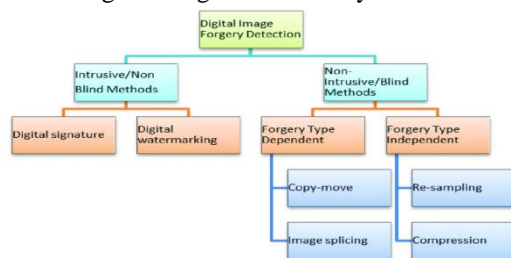 Digital Image
Forgery Detection
Intrusive/Non
Blind Methods
Non-
Intrusive/Blind
Methods
Digital signature
Digital
watermarking
Forgery Type
Dependent
Forgery Type
Independent
Copy-move
Re-sampling
Image splicing
Compression